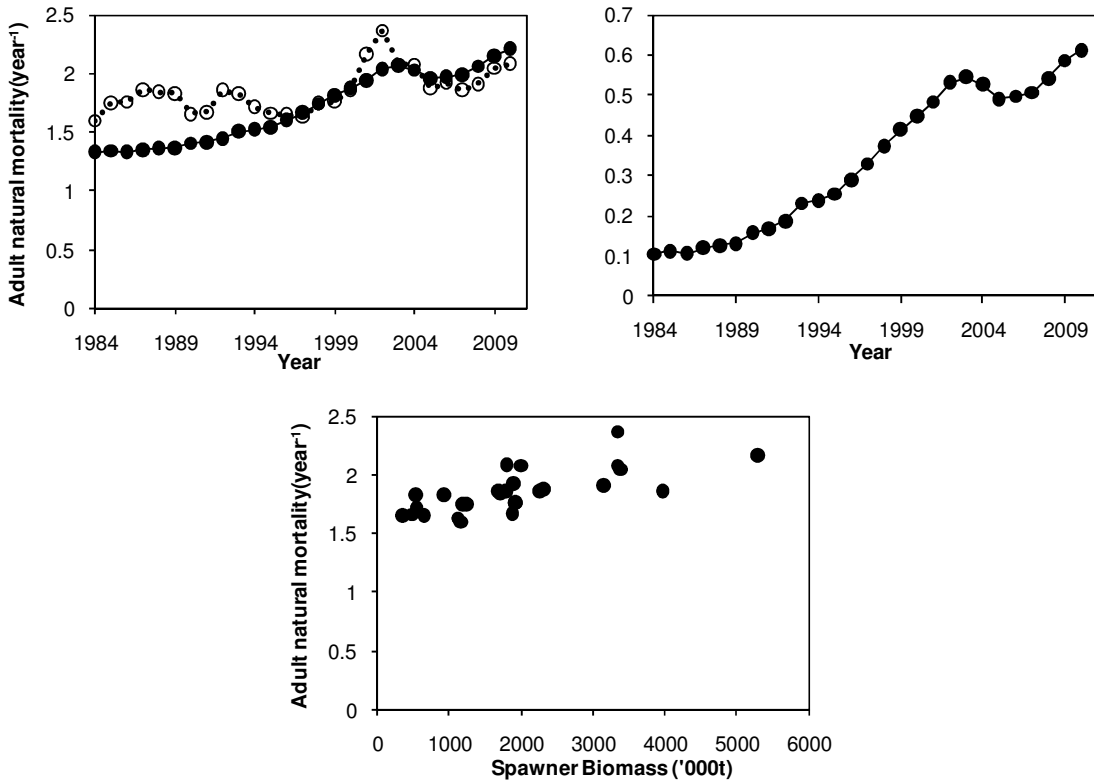 Adult natural mortality(year-1)
2.5
2
1.5
1
0.5
0
1984 1989 1994 1999 2004 2009
Year
0.7
0.6
0.5
0.4
0.3
0.2
0.1
0
1984 1989 1994 1999 2004 2009
Year
Adult natural mortality(year-1)
2.5
2
1.5
1
0.5
0
0 1000 2000 3000 4000 5000 6000
Spawner Biomass ('000t)